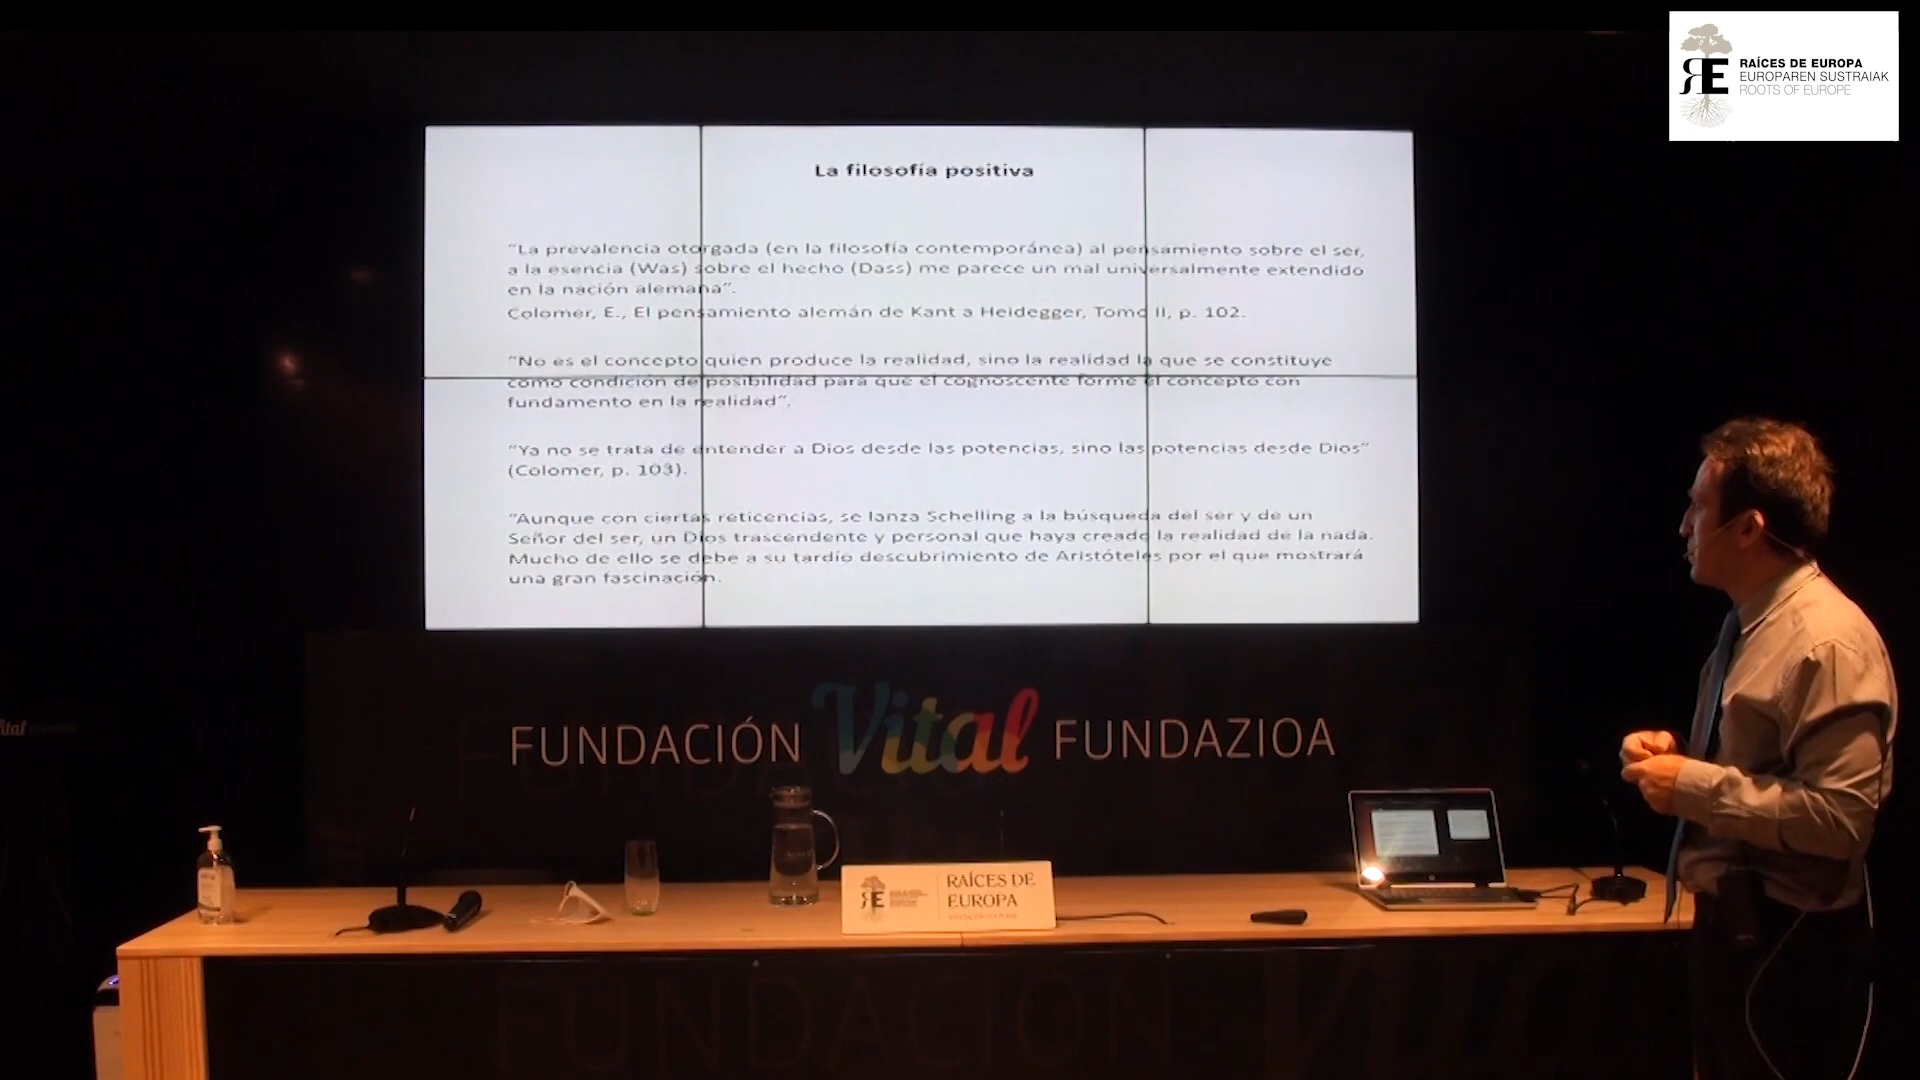 RAÍCES DE EUROPA
EUROPAREN SUSTRAIAK
ROOTS OF EUROPE
RE
La filosofía positiva
“La prevalencia otorgada (en la filosofía contemporánea) al pensamiento sobre el ser,
a la esencia (Was) sobre el hecho (Dass) me parece un mal universalmente extendido
en la nación alemana”.
Colomer, E., El pensamiento alemán de Kant a Heidegger, Tomo II, p. 102.
“No es el concepto quien produce la realidad, sino la realidad la que se constituye
como condición de posibilidad para que el cognoscente forme el concepto con
fundamento en la realidad”.
“Ya no se trata de entender a Dios desde las potencias, sino las potencias desde Dios”
(Colomer, p. 103).
“Aunque con ciertas reticencias, se lanza Schelling a la búsqueda del ser y de un
Señor del ser, un Dios trascendente y personal que haya creado la realidad de la nada.
Mucho de ello se debe a su tardío descubrimiento de Aristóteles por el que mostrará
una gran fascinación.
FUNDACIÓN Vital FUNDAZIOA
RE
RAÍCES DE
EUROPA
FUNDACIÓN